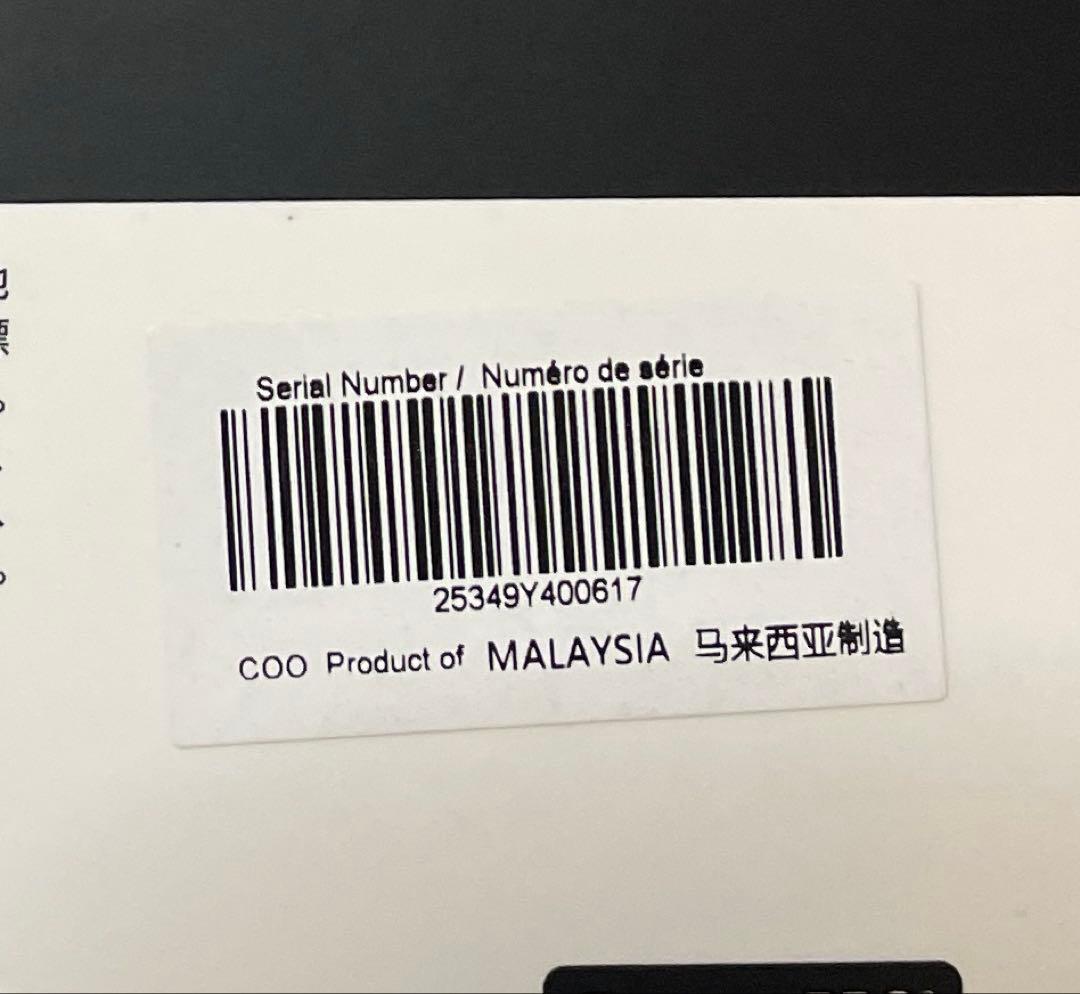 Serial Number / Numéro de série
25349Y400617
COO Product of MALAYSIA 马来西亚制造